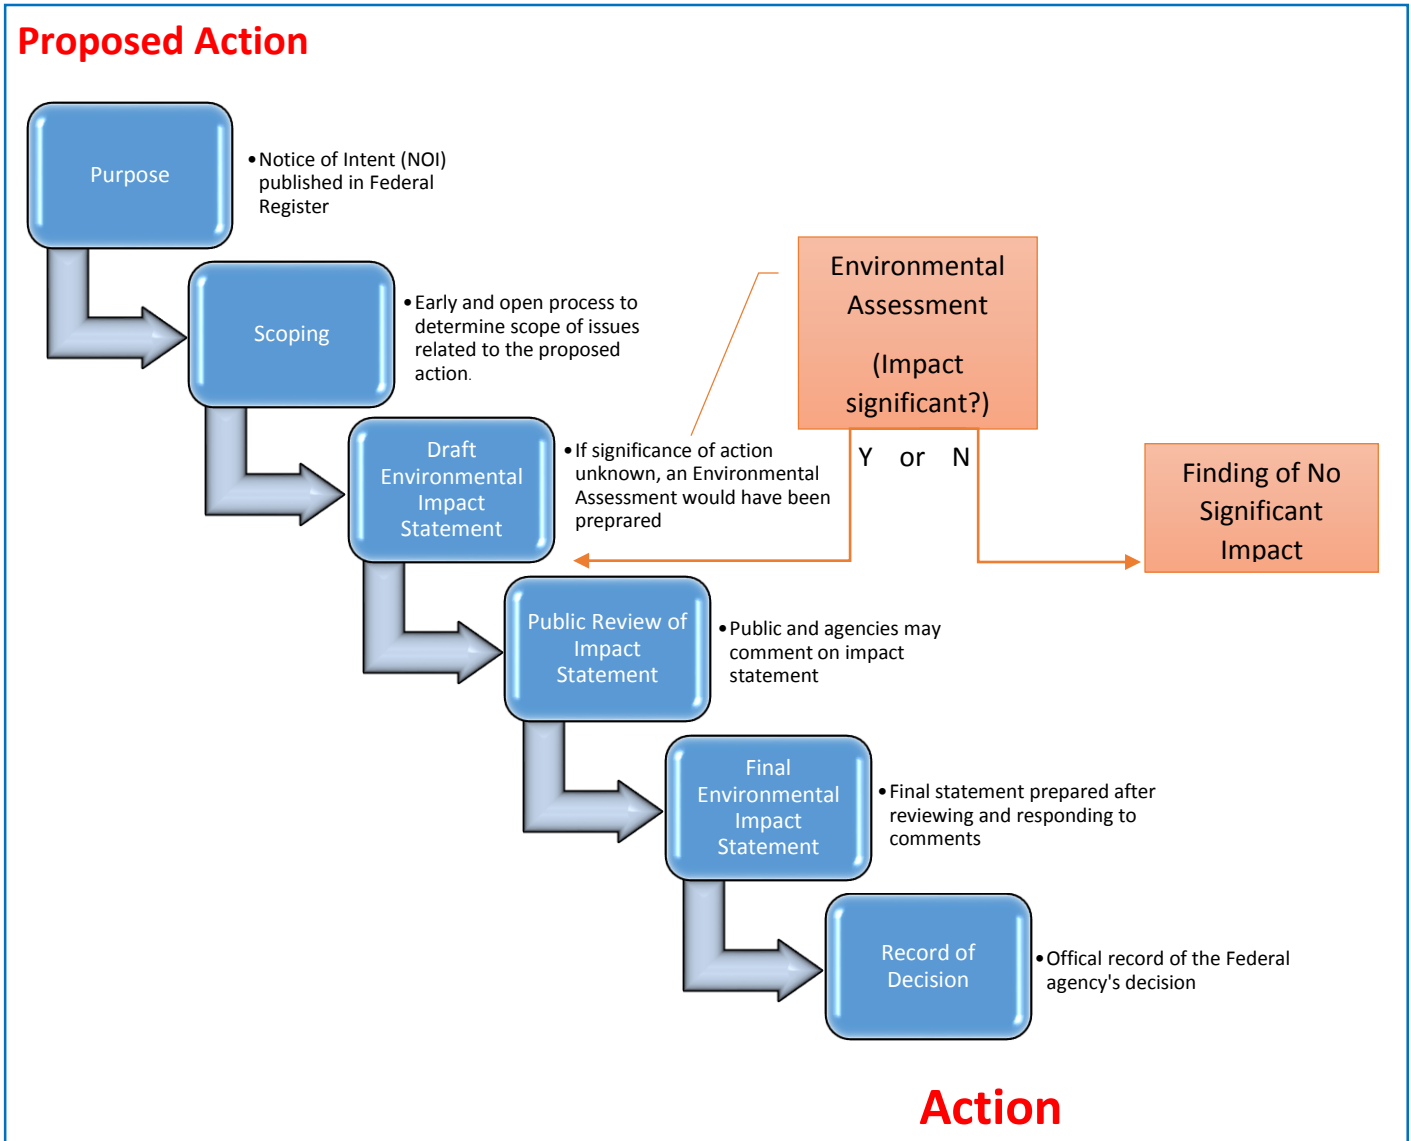 Proposed Action
Purpose
•Notice of Intent (NOI)
published in Federal
Register
Scoping
•Early and open process to
determine scope of issues
related to the proposed
action.
Environmental
Assessment
(Impact
significant?)
Y or N
Draft
Environmental
Impact
Statement
•If significance of action
unknown, an Environmental
Assessment would have been
preprared
Finding of No
Significant
Impact
Public Review of
Impact
Statement
•Public and agencies may
comment on impact
statement
Final
Environmental
Impact
Statement
•Final statement prepared after
reviewing and responding to
comments
Record of
Decision
•Offical record of the Federal
agency's decision
Action